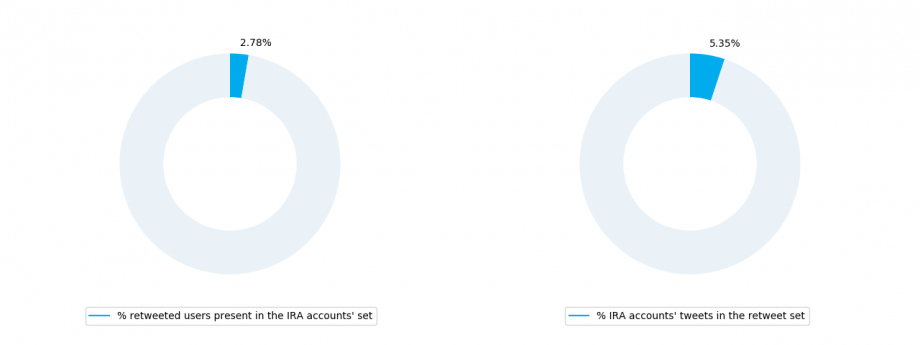 2.78%
5.35%
% retweeted users present in the IRA accounts' set
% IRA accounts' tweets in the retweet set